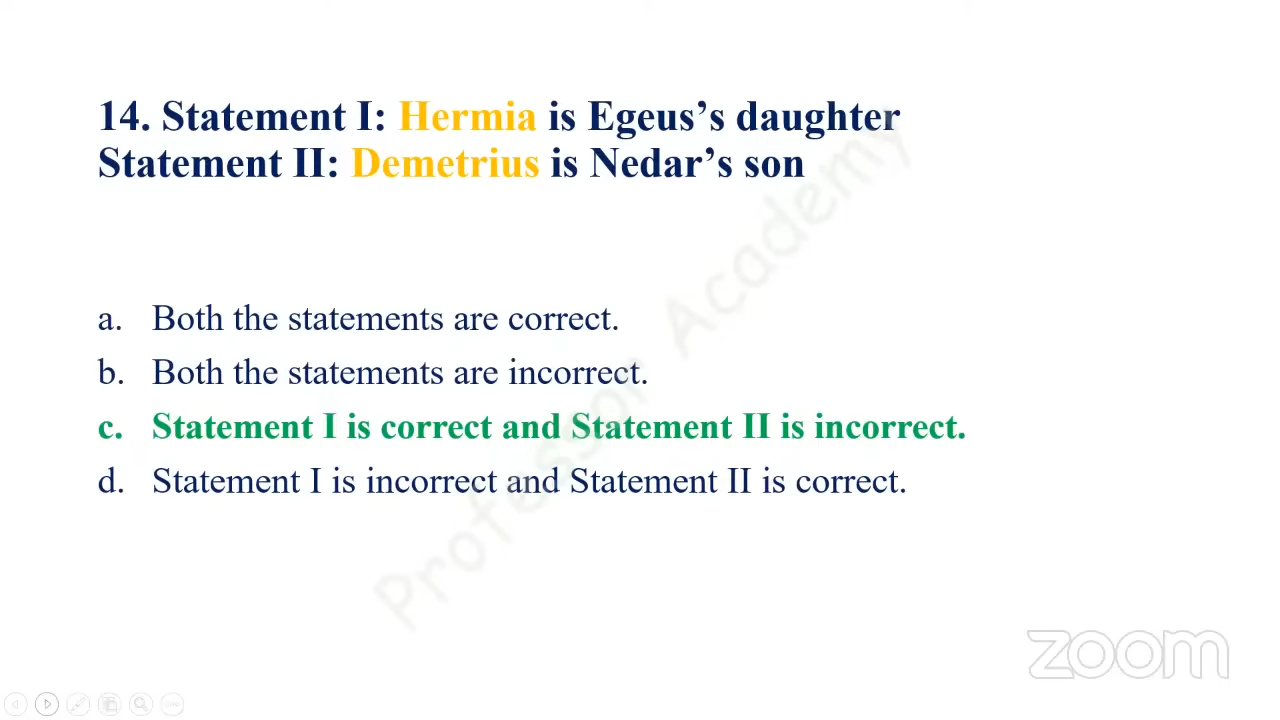 14. Statement I: Hermia is Egeus’s daughter
Statement II: Demetrius is Nedar’s son
a. Both the statements are correct.
b. Both the statements are incorrect.
c. Statement I is correct and Statement II is incorrect.
d. Statement I is incorrect and Statement II is correct.
Professor Academy
zoom